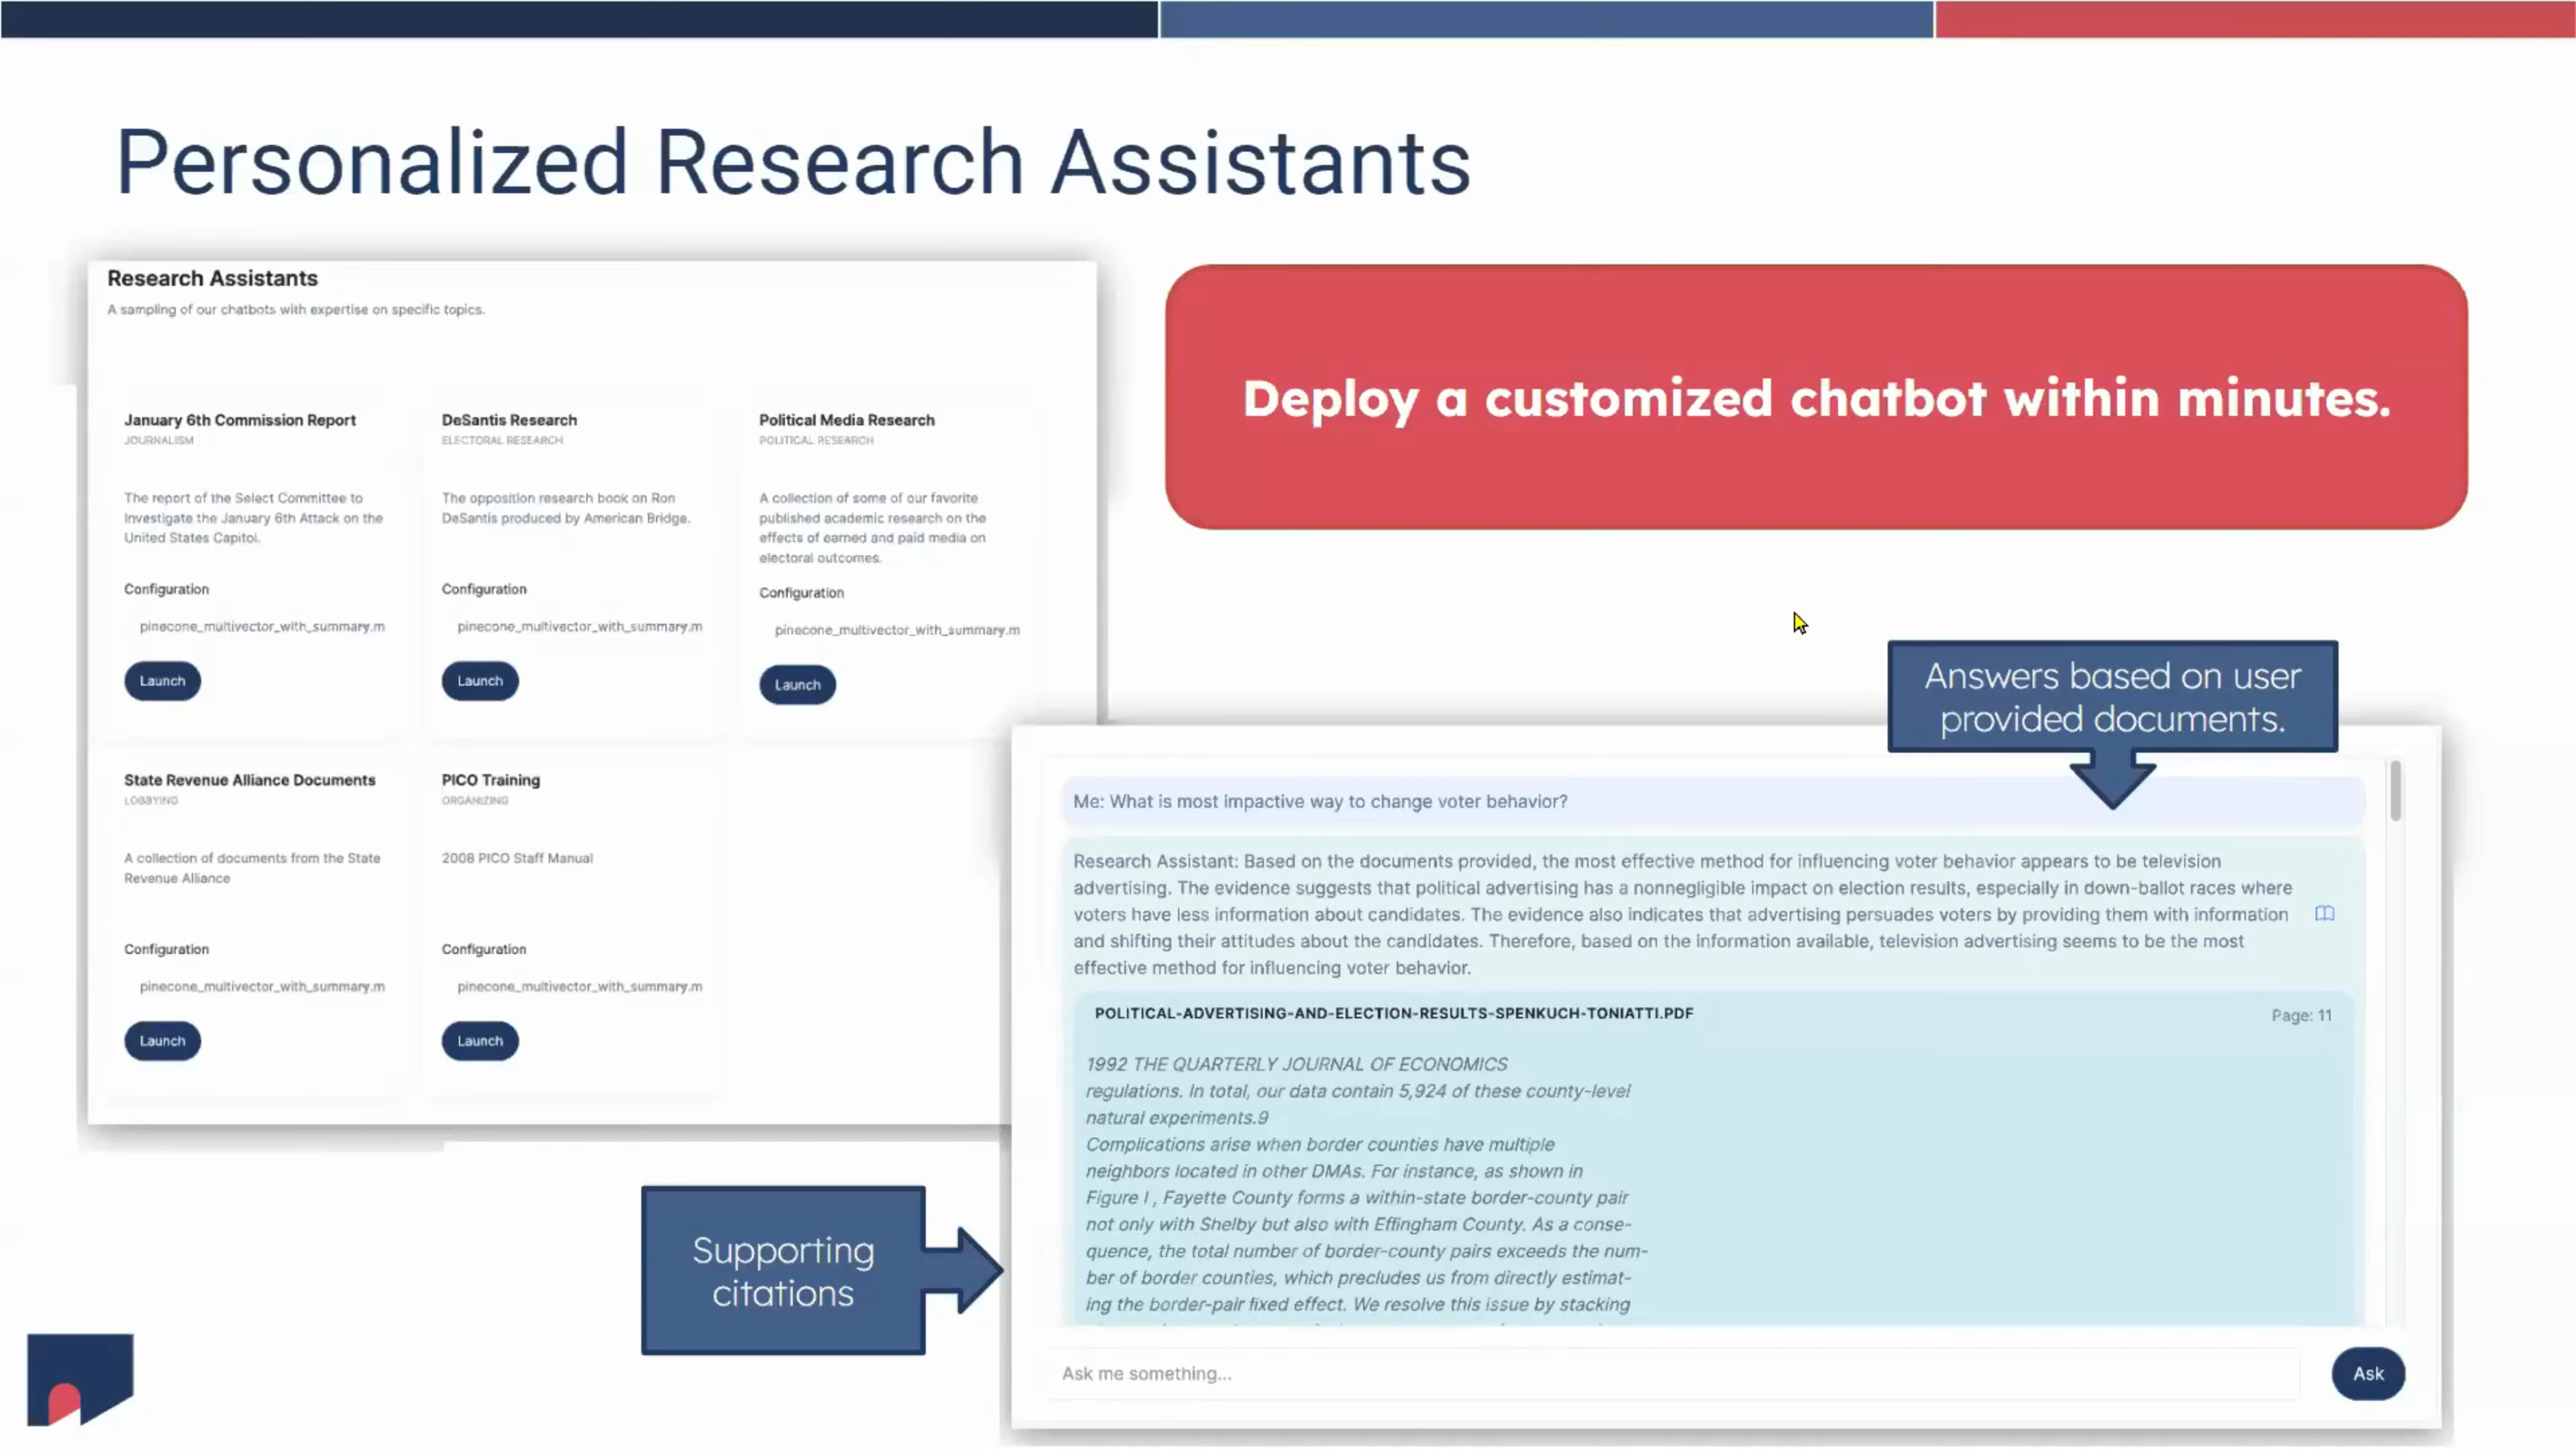 Personalized Research Assistants
Research Assistants
A sampling of our chatbots with expertise on specific topics.
January 6th Commission Report
JOURNALISM
The report of the Select Committee to
Investigate the January 6th Attack on the
United States Capitol.
Configuration
pinecone_multivector_with_summary.m
Launch
DeSantis Research
ELECTORAL RESEARCH
The opposition research book on Ron
DeSantis produced by American Bridge.
Configuration
pinecone_multivector_with_summary.m
Launch
Political Media Research
POLITICAL RESEARCH
A collection of some of our favorite
published academic research on the
effects of earned and paid media on
electoral outcomes.
Configuration
pinecone_multivector_with_summary.m
Launch
State Revenue Alliance Documents
LOBBYING
A collection of documents from the State
Revenue Alliance
Configuration
pinecone_multivector_with_summary.m
Launch
PICO Training
ORGANIZING
2008 PICO Staff Manual
Configuration
pinecone_multivector_with_summary.m
Launch
Deploy a customized chatbot within minutes.
Answers based on user
provided documents.
Me: What is most impactive way to change voter behavior?
Research Assistant: Based on the documents provided, the most effective method for influencing voter behavior appears to be television
advertising. The evidence suggests that political advertising has a nonnegligible impact on election results, especially in down-ballot races where
voters have less information about candidates. The evidence also indicates that advertising persuades voters by providing them with information
and shifting their attitudes about the candidates. Therefore, based on the information available, television advertising seems to be the most
effective method for influencing voter behavior.
POLITICAL-ADVERTISING-AND-ELECTION-RESULTS-SPENKUCH-TONIATTI.PDF
Page: 11
1992 THE QUARTERLY JOURNAL OF ECONOMICS
regulations. In total, our data contain 5,924 of these county-level
natural experiments.9
Complications arise when border counties have multiple
neighbors located in other DMAs. For instance, as shown in
Figure I , Fayette County forms a within-state border-county pair
not only with Shelby but also with Effingham County. As a conse-
quence, the total number of border-county pairs exceeds the num-
ber of border counties, which precludes us from directly estimat-
ing the border-pair fixed effect. We resolve this issue by stacking
Supporting
citations
Ask me something...
Ask